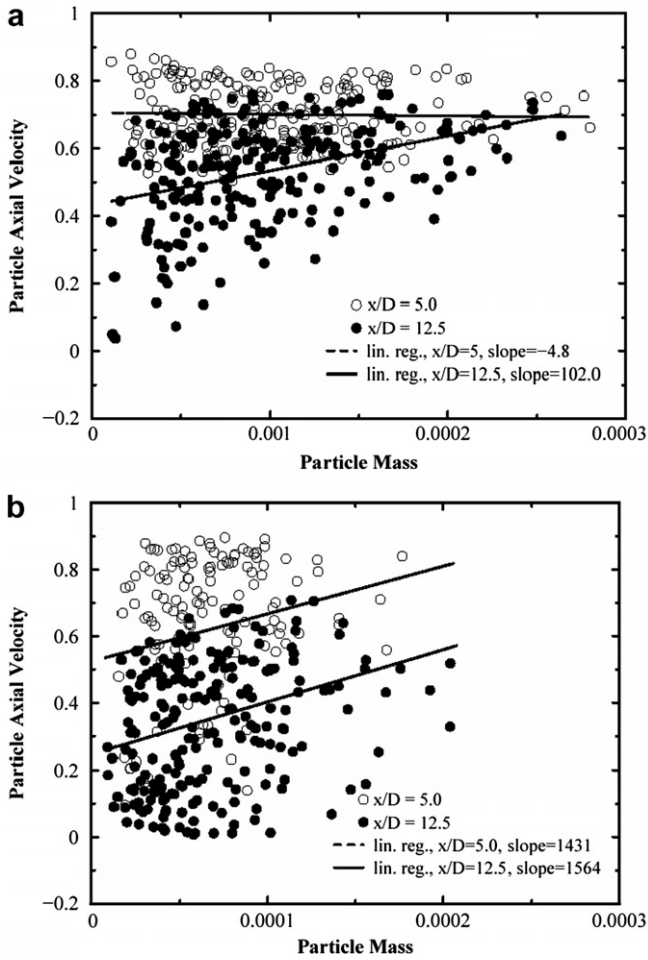 a
1
0.8
0.6
0.4
0.2
0
−0.2
Particle Axial Velocity
x/D = 5.0
x/D = 12.5
lin. reg., x/D=5, slope=−4.8
lin. reg., x/D=12.5, slope=102.0
0 0.001 0.0002 0.0003
Particle Mass
b
1
0.8
0.6
0.4
0.2
0
−0.2
Particle Axial Velocity
x/D = 5.0
x/D = 12.5
lin. reg., x/D=5.0, slope=1431
lin. reg., x/D=12.5, slope=1564
0 0.0001 0.0002 0.0003
Particle Mass